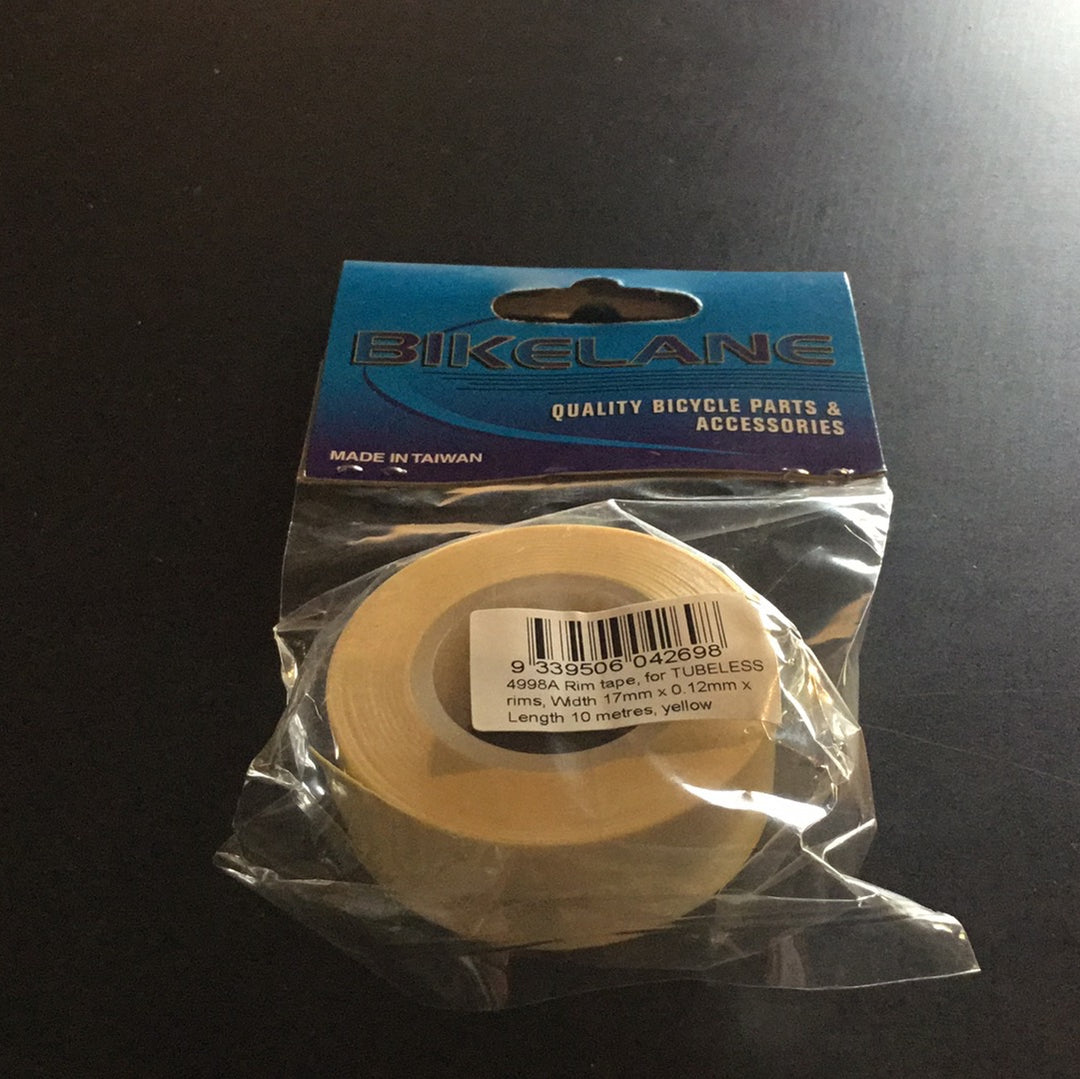 BIKELANE
QUALITY BICYCLE PARTS &
ACCESSORIES
MADE IN TAIWAN
9 339506 042698
4998A Rim tape, for TUBELESS
rims, Width 17mm x 0.12mm x
Length 10 metres, yellow